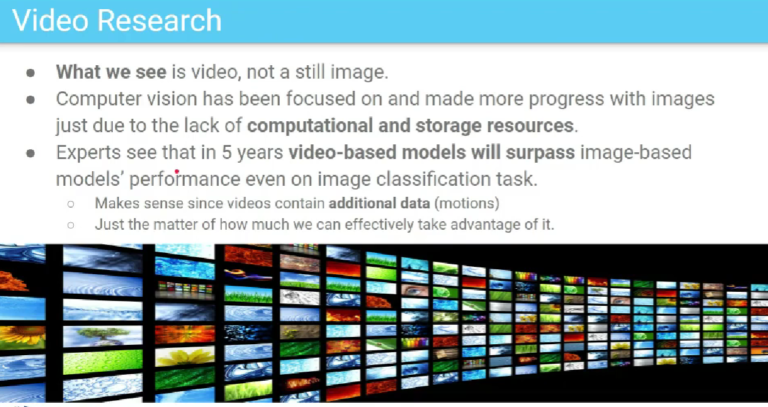 Video Research
● What we see is video, not a still image.
● Computer vision has been focused on and made more progress with images
just due to the lack of computational and storage resources.
● Experts see that in 5 years video-based models will surpass image-based
models’ performance even on image classification task.
○ Makes sense since videos contain additional data (motions)
○ Just the matter of how much we can effectively take advantage of it.